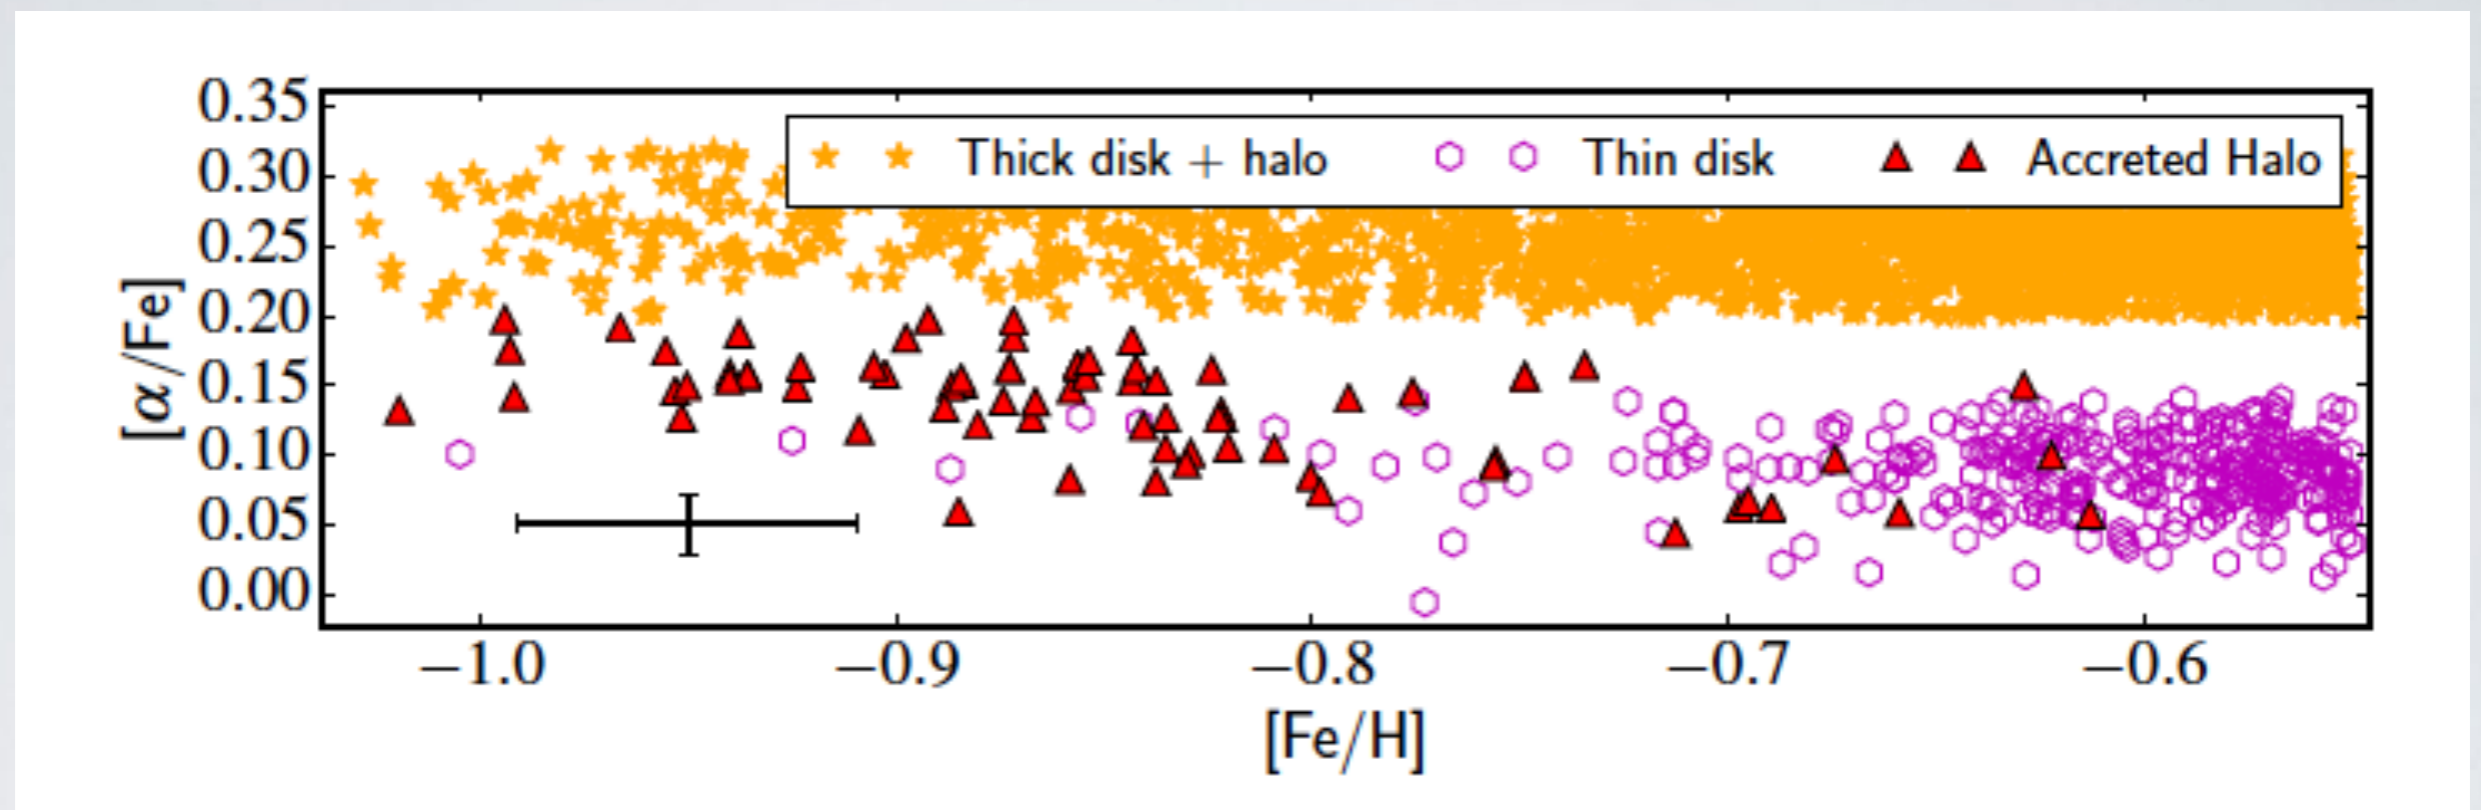 0.35
0.30
0.25
0.20
0.15
0.10
0.05
0.00
[α/Fe]
Thick disk + halo Thin disk Accreted Halo
−1.0 −0.9 −0.8 −0.7 −0.6
[Fe/H]